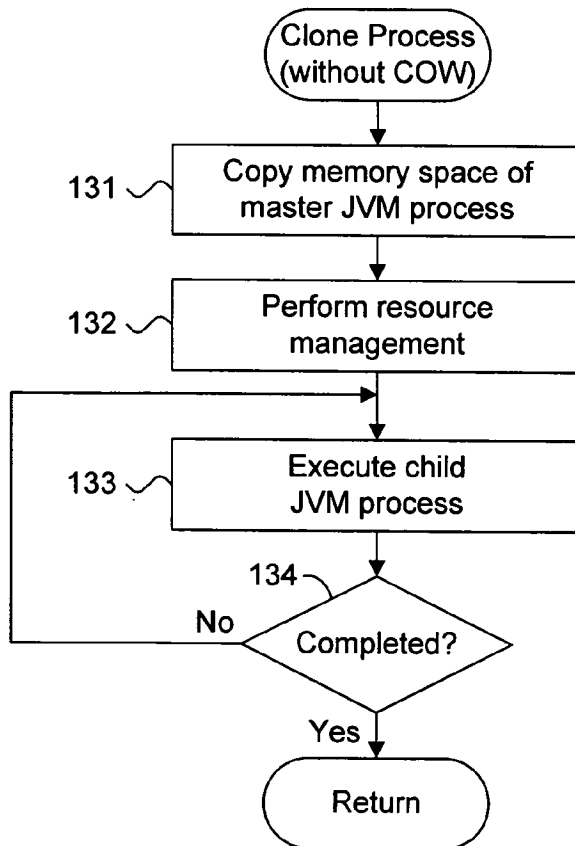 Clone Process
(without COW)
131
Copy memory space of
master JVM process
132
Perform resource
management
133
Execute child
JVM process
134
No
Completed?
Yes
Return